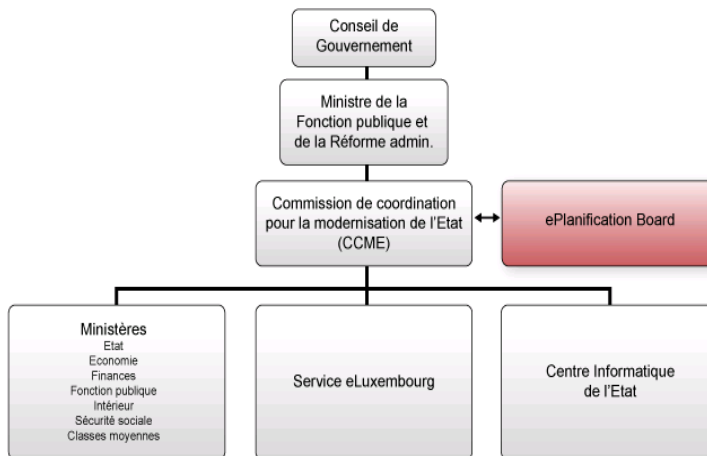 Conseil de
Gouvernement
Ministre de la
Fonction publique et
de la Réforme admin.
Commission de coordination
pour la modernisation de l'Etat
(CCME)
ePlanification Board
Ministères
Etat
Economie
Finances
Fonction publique
Intérieur
Sécurité sociale
Classes moyennes
Service eLuxembourg
Centre Informatique
de l'Etat